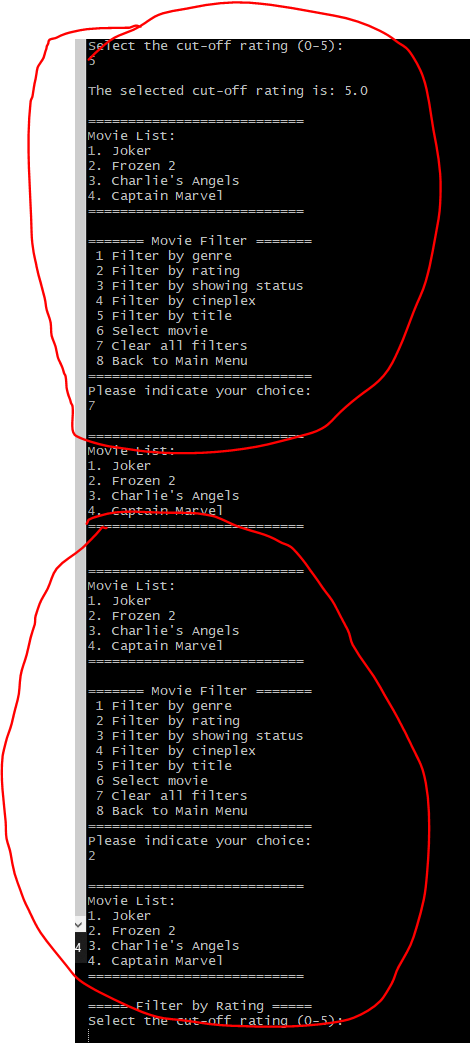 Select the cut-off rating (0-5):
5
The selected cut-off rating is: 5.0
===========================
Movie List:
1. Joker
2. Frozen 2
3. Charlie's Angels
4. Captain Marvel
===========================
======= Movie Filter =======
1 Filter by genre
2 Filter by rating
3 Filter by showing status
4 Filter by cineplex
5 Filter by title
6 Select movie
7 Clear all filters
8 Back to Main Menu
============================
Please indicate your choice:
7
===========================
Movie List:
1. Joker
2. Frozen 2
3. Charlie's Angels
4. Captain Marvel
===========================
===========================
Movie List:
1. Joker
2. Frozen 2
3. Charlie's Angels
4. Captain Marvel
===========================
======= Movie Filter =======
1 Filter by genre
2 Filter by rating
3 Filter by showing status
4 Filter by cineplex
5 Filter by title
6 Select movie
7 Clear all filters
8 Back to Main Menu
============================
Please indicate your choice:
2
===========================
Movie List:
1. Joker
2. Frozen 2
3. Charlie's Angels
4
4. Captain Marvel
===========================
===== Filter by Rating =====
Select the cut-off rating (0-5):